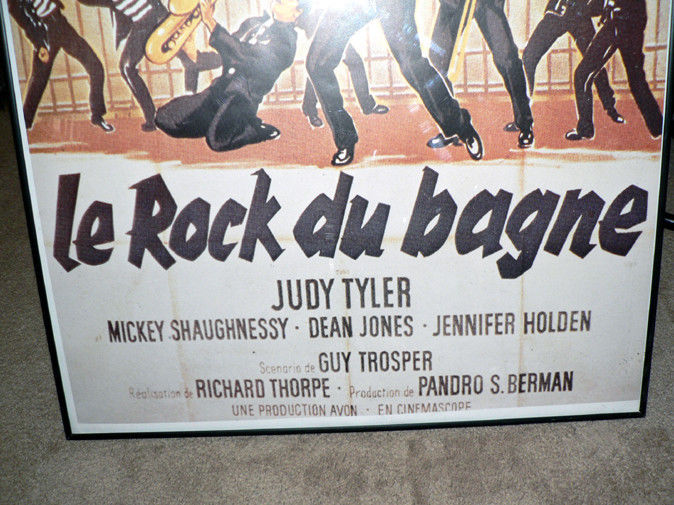 le Rock du bagne
JUDY TYLER
MICKEY SHAUGHNESSY · DEAN JONES · JENNIFER HOLDEN
Scenario de GUY TROSPER
Réalisation de RICHARD THORPE · Production de PANDRO S. BERMAN
UNE PRODUCTION AVON · EN CINEMASCOPE